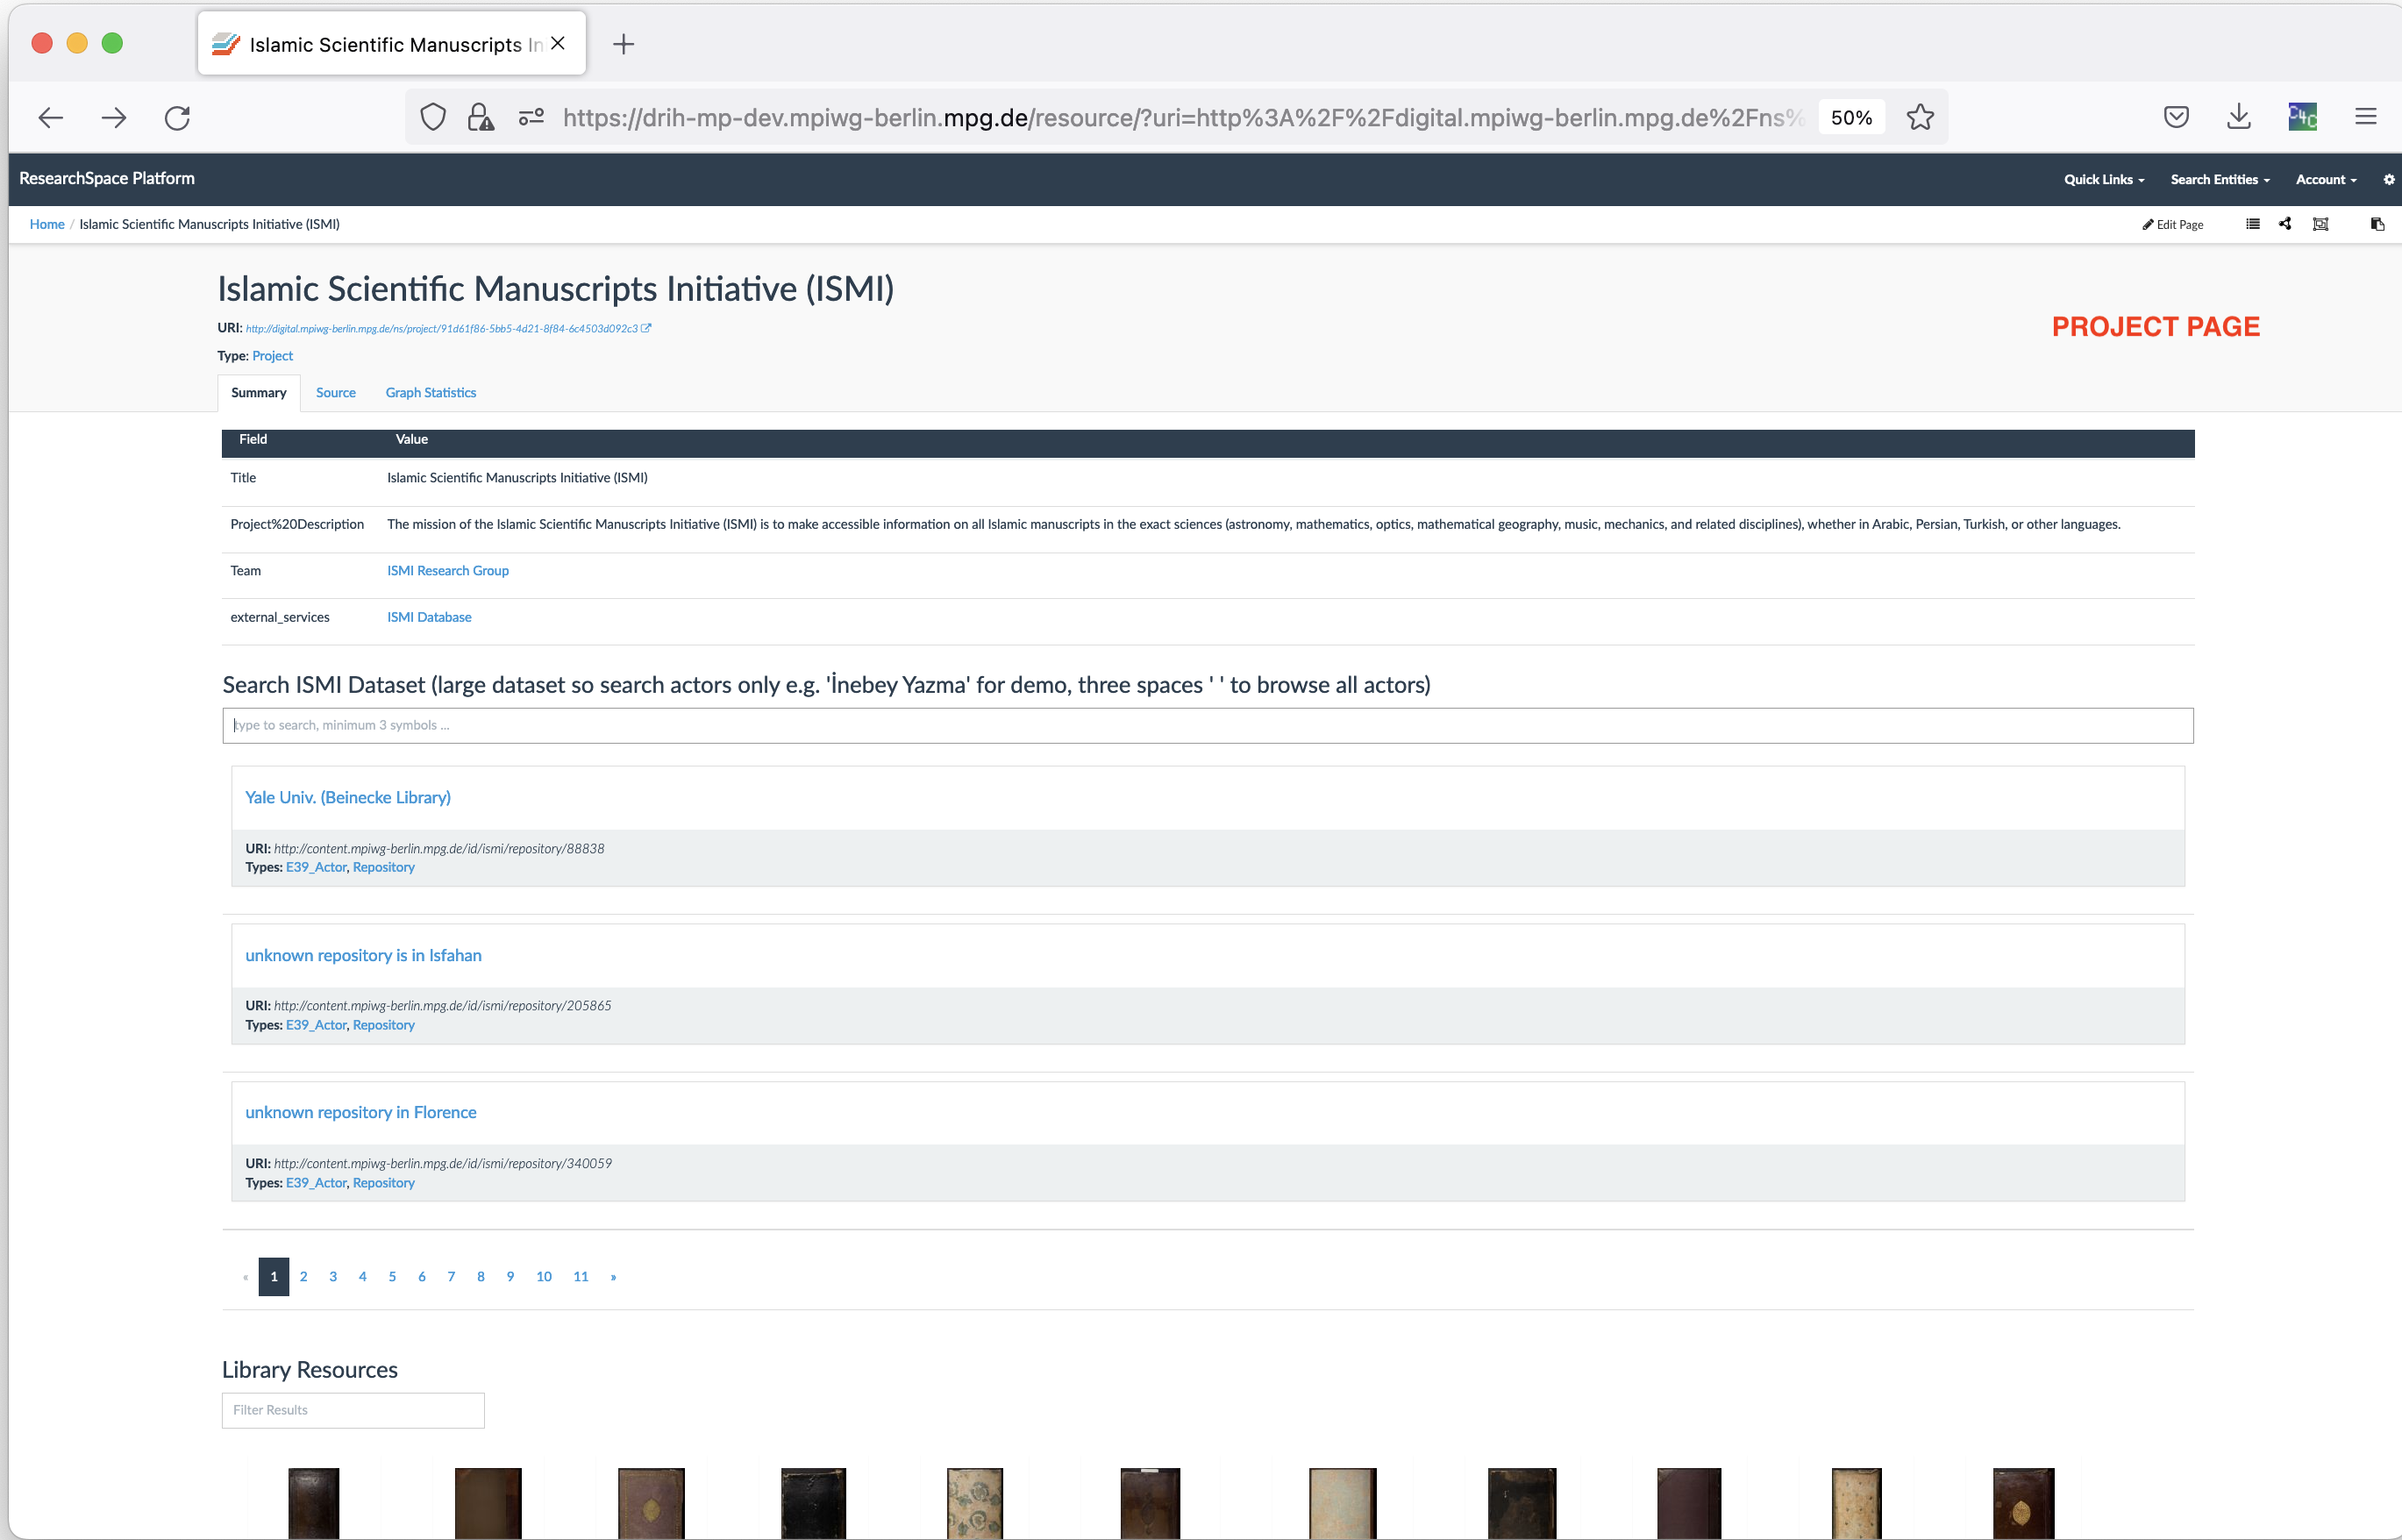 Islamic Scientific Manuscripts In
https://drih-mp-dev.mpiwg-berlin.mpg.de/resource/?uri=http%3A%2F%2Fdigital.mpiwg-berlin.mpg.de%2Fns%
50%
C4C
ResearchSpace Platform
Quick Links
Search Entities
Account
Home / Islamic Scientific Manuscripts Initiative (ISMI)
Edit Page
Islamic Scientific Manuscripts Initiative (ISMI)
URI: http://digital.mpiwg-berlin.mpg.de/ns/project/91d61f86-5bb5-4d21-8f84-6c4503d092c3
PROJECT PAGE
Type: Project
Summary Source Graph Statistics
Field Value
Title Islamic Scientific Manuscripts Initiative (ISMI)
Project%20Description The mission of the Islamic Scientific Manuscripts Initiative (ISMI) is to make accessible information on all Islamic manuscripts in the exact sciences (astronomy, mathematics, optics, mathematical geography, music, mechanics, and related disciplines), whether in Arabic, Persian, Turkish, or other languages.
Team ISMI Research Group
external_services ISMI Database
Search ISMI Dataset (large dataset so search actors only e.g. 'İnebey Yazma' for demo, three spaces ' ' to browse all actors)
type to search, minimum 3 symbols ...
Yale Univ. (Beinecke Library)
URI: http://content.mpiwg-berlin.mpg.de/id/ismi/repository/88838
Types: E39_Actor, Repository
unknown repository is in Isfahan
URI: http://content.mpiwg-berlin.mpg.de/id/ismi/repository/205865
Types: E39_Actor, Repository
unknown repository in Florence
URI: http://content.mpiwg-berlin.mpg.de/id/ismi/repository/340059
Types: E39_Actor, Repository
« 1 2 3 4 5 6 7 8 9 10 11 »
Library Resources
Filter Results